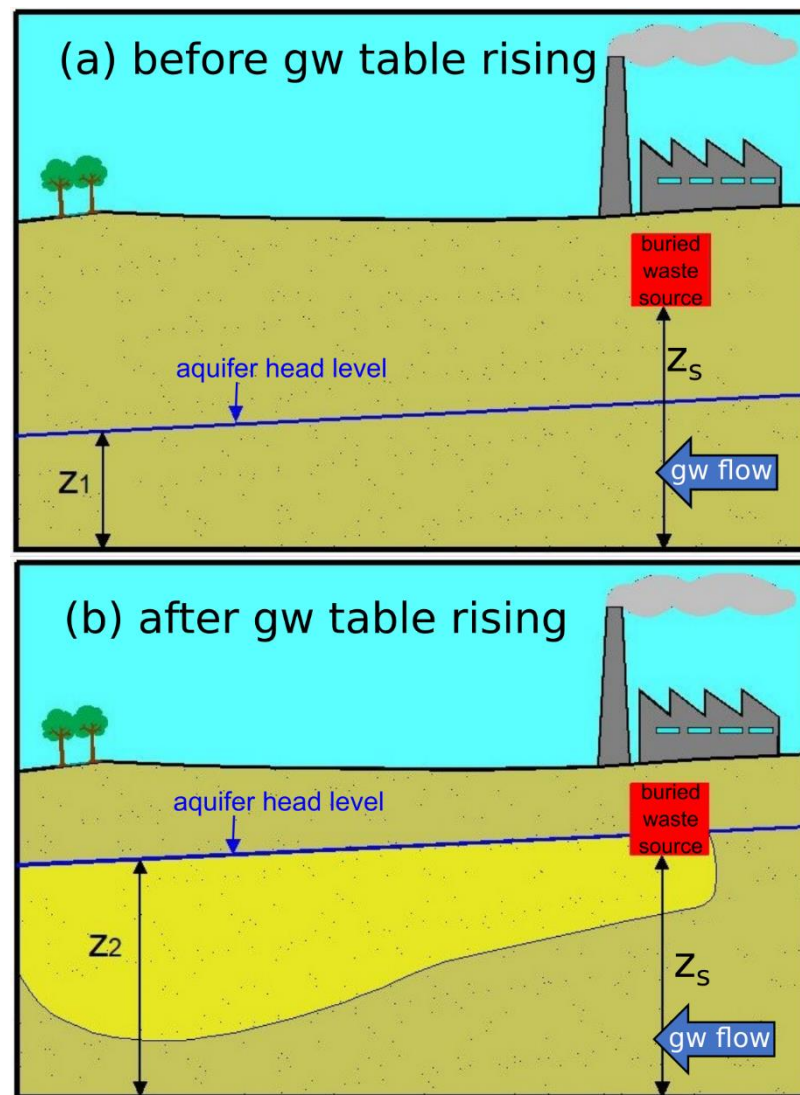 (a) before gw table rising
buried
waste
source
aquifer head level
zs
z1
gw flow
(b) after gw table rising
buried
waste
source
aquifer head level
z2
zs
gw flow